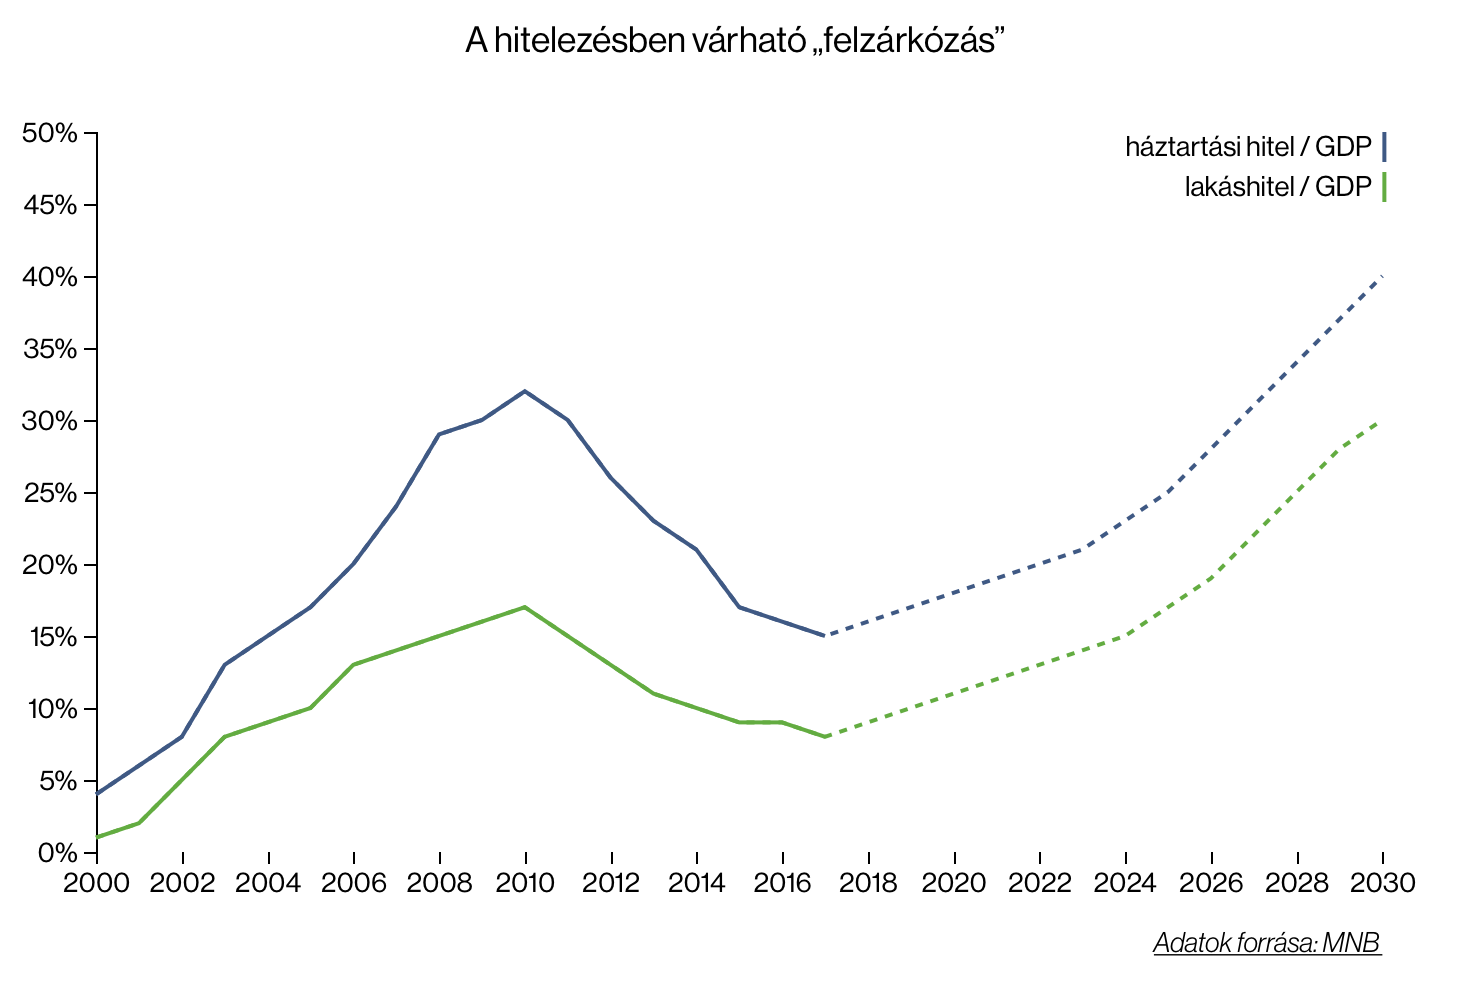 A hitelezésben várható „felzárkózás”
50%
45%
40%
35%
30%
25%
20%
15%
10%
5%
0%
háztartási hitel / GDP
lakáshitel / GDP
2000 2002 2004 2006 2008 2010 2012 2014 2016 2018 2020 2022 2024 2026 2028 2030
Adatok forrása: MNB